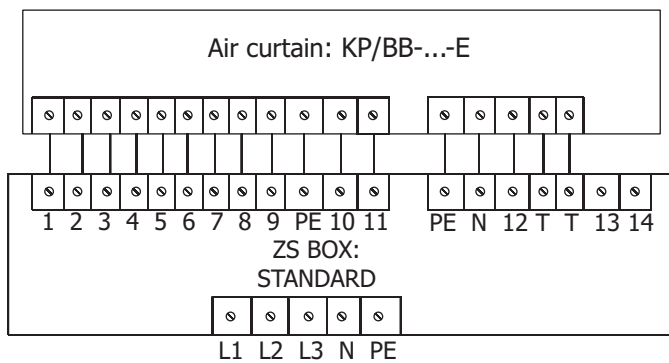 Air curtain: KP/BB-...-E
1 2 3 4 5 6 7 8 9 PE 10 11 PE N 12 T T 13 14
ZS BOX:
STANDARD
L1 L2 L3 N PE